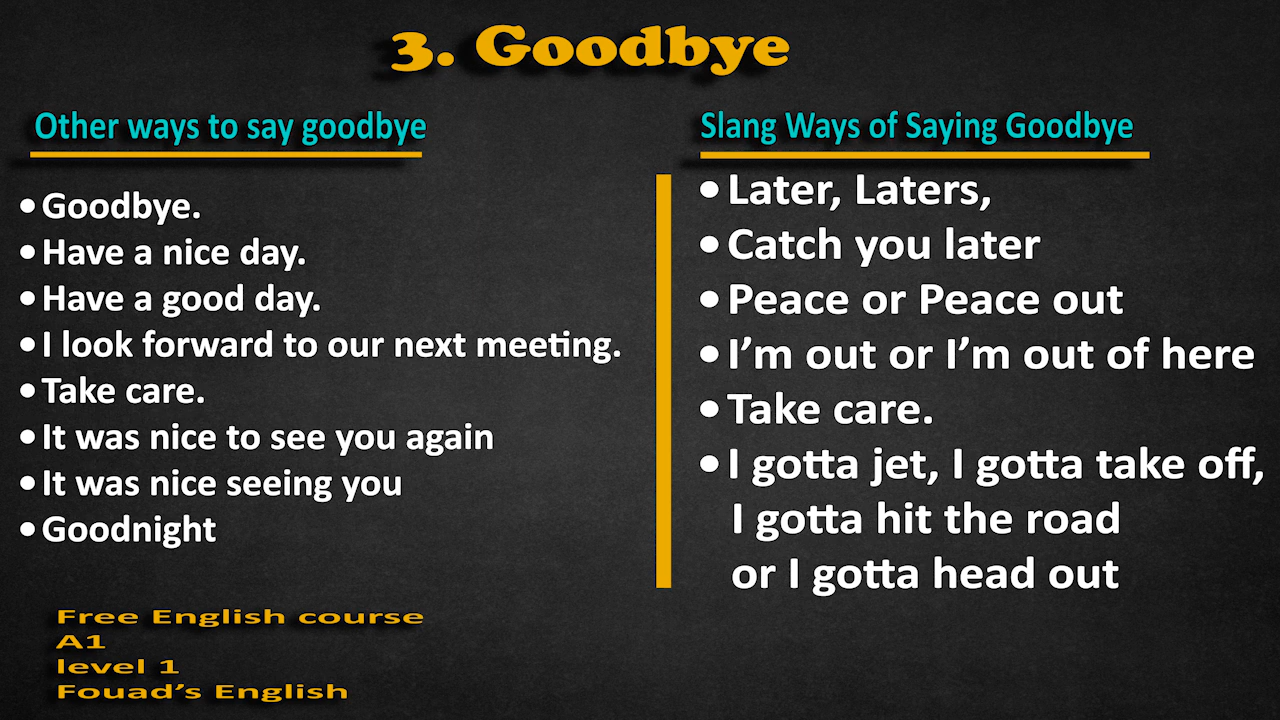 3. Goodbye
Other ways to say goodbye
• Goodbye.
• Have a nice day.
• Have a good day.
• I look forward to our next meeting.
• Take care.
• It was nice to see you again
• It was nice seeing you
• Goodnight
Slang Ways of Saying Goodbye
• Later, Laters,
• Catch you later
• Peace or Peace out
• I'm out or I'm out of here
• Take care.
• I gotta jet, I gotta take off,
I gotta hit the road
or I gotta head out
Free English course
A1
level 1
Fouad's English